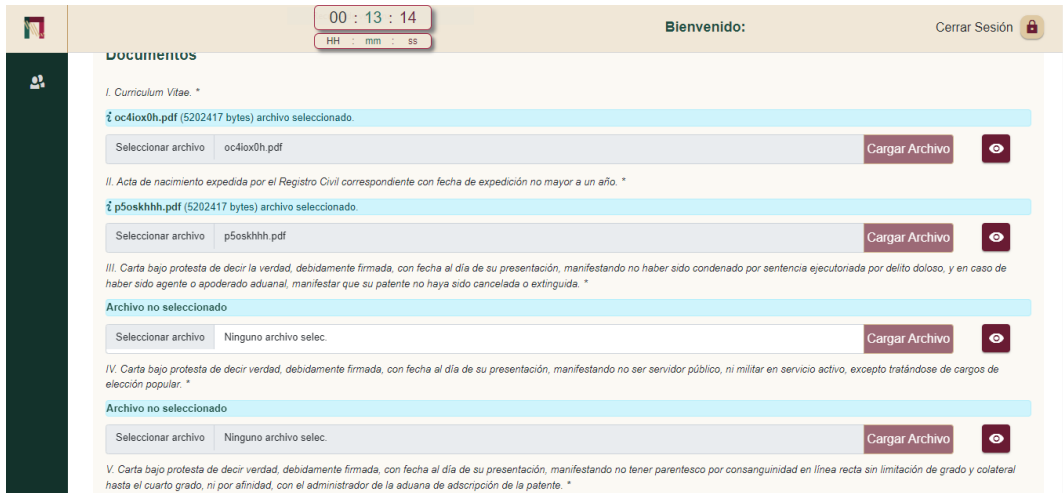 00 : 13 : 14
HH : mm : ss
Bienvenido:
Cerrar Sesión
Documentos
I. Curriculum Vitae. *
oc4iox0h.pdf (5202417 bytes) archivo seleccionado.
Seleccionar archivo oc4iox0h.pdf Cargar Archivo
II. Acta de nacimiento expedida por el Registro Civil correspondiente con fecha de expedición no mayor a un año. *
p5oskhhh.pdf (5202417 bytes) archivo seleccionado.
Seleccionar archivo p5oskhhh.pdf Cargar Archivo
III. Carta bajo protesta de decir la verdad, debidamente firmada, con fecha al día de su presentación, manifestando no haber sido condenado por sentencia ejecutoriada por delito doloso, y en caso de
haber sido agente o apoderado aduanal, manifestar que su patente no haya sido cancelada o extinguida. *
Archivo no seleccionado
Seleccionar archivo Ninguno archivo selec. Cargar Archivo
IV. Carta bajo protesta de decir verdad, debidamente firmada, con fecha al día de su presentación, manifestando no ser servidor público, ni militar en servicio activo, excepto tratándose de cargos de
elección popular. *
Archivo no seleccionado
Seleccionar archivo Ninguno archivo selec. Cargar Archivo
V. Carta bajo protesta de decir verdad, debidamente firmada, con fecha al día de su presentación, manifestando no tener parentesco por consanguinidad en línea recta sin limitación de grado y colateral
hasta el cuarto grado, ni por afinidad, con el administrador de la aduana de adscripción de la patente. *